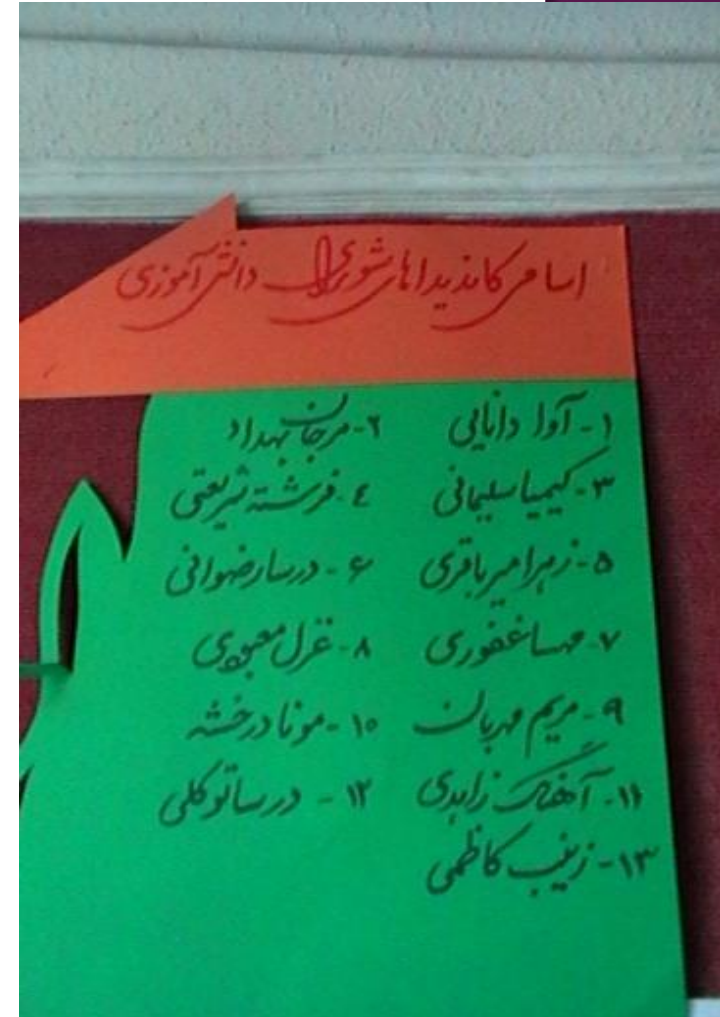 اسامی کاندیداهای شورای دانش آموزی
۱- آوا دانایی ۲- مرجان بهداد
۳- کیمیا سلیمانی ۴- فرشته شریعتی
۵- زهرا میرباقری ۶- درسا رضوانی
۷- مهسا غفوری ۸- غزل معبودی
۹- مریم مهربان ۱۰- مونا درخشه
۱۱- آهنگ زاهدی ۱۲- درسا توکلی
۱۳- زینب کاظمی